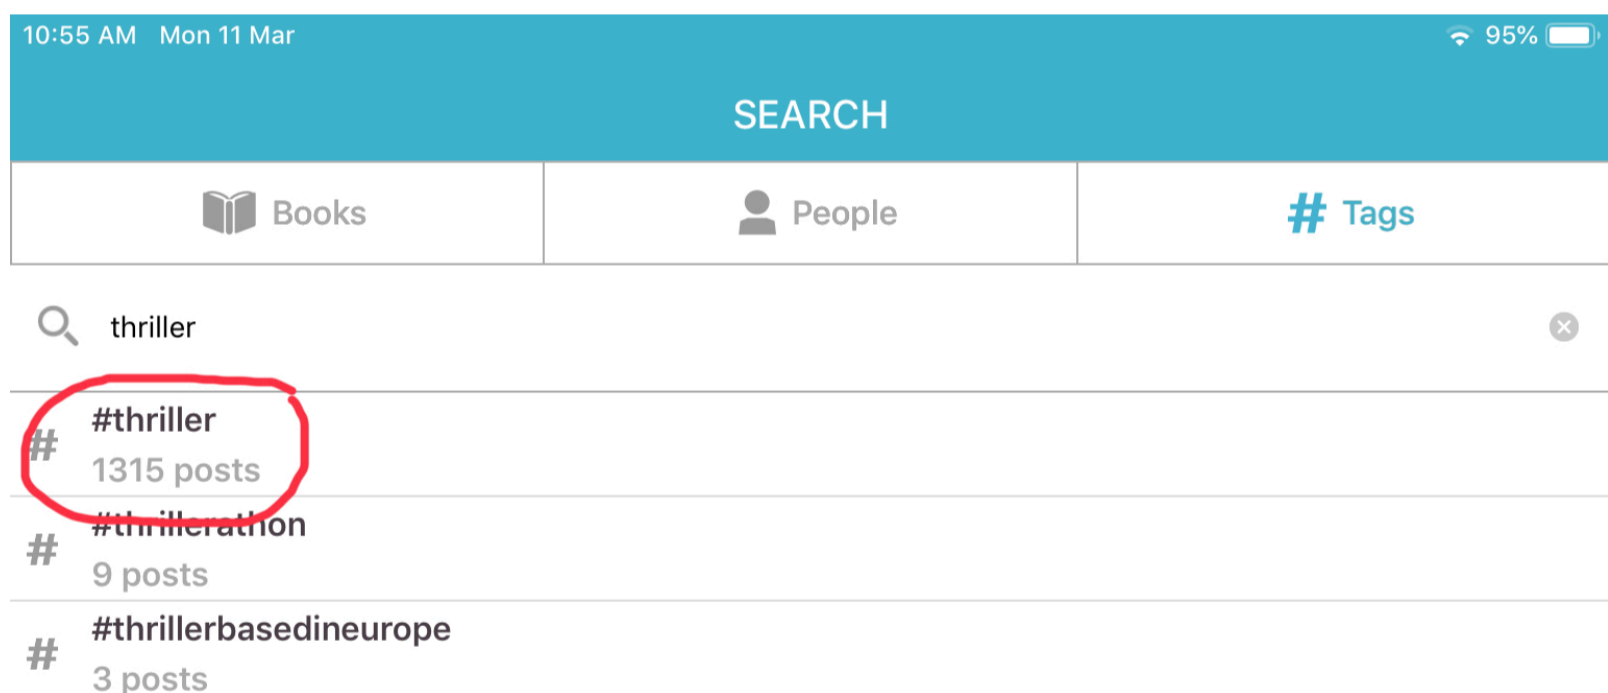 10:55 AM Mon 11 Mar 95%
SEARCH
Books People # Tags
thriller
#thriller
# 1315 posts
#thrillerathon
# 9 posts
#thrillerbasedineurope
# 3 posts